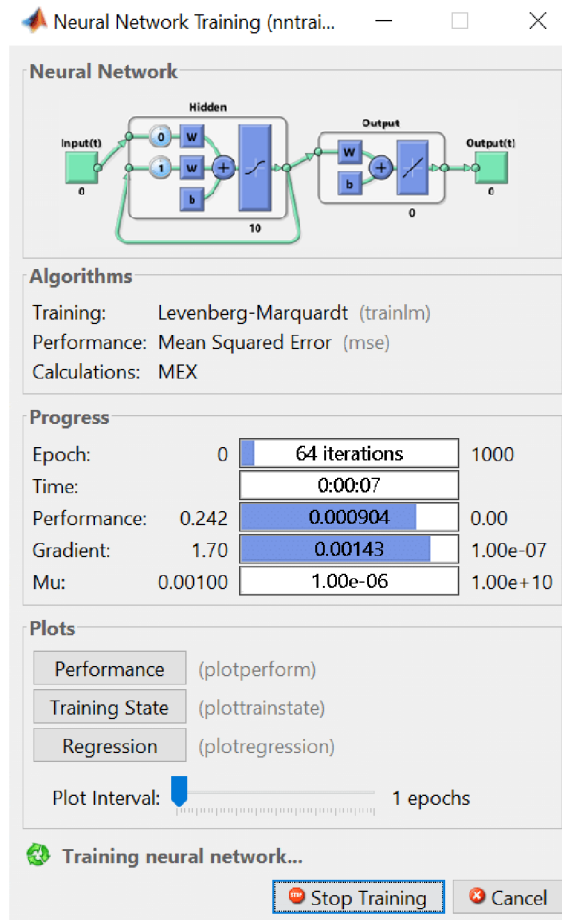 Neural Network Training (nntrai...
Neural Network
Hidden
Output
Input(t)
Output(t)
0 W
1 W
b
W
b
0
10
0
0
Algorithms
Training: Levenberg-Marquardt (trainlm)
Performance: Mean Squared Error (mse)
Calculations: MEX
Progress
Epoch: 0 64 iterations 1000
Time: 0:00:07
Performance: 0.242 0.000904 0.00
Gradient: 1.70 0.00143 1.00e-07
Mu: 0.00100 1.00e-06 1.00e+10
Plots
Performance (plotperform)
Training State (plottrainstate)
Regression (plotregression)
Plot Interval: 1 epochs
Training neural network...
STOP Stop Training Cancel